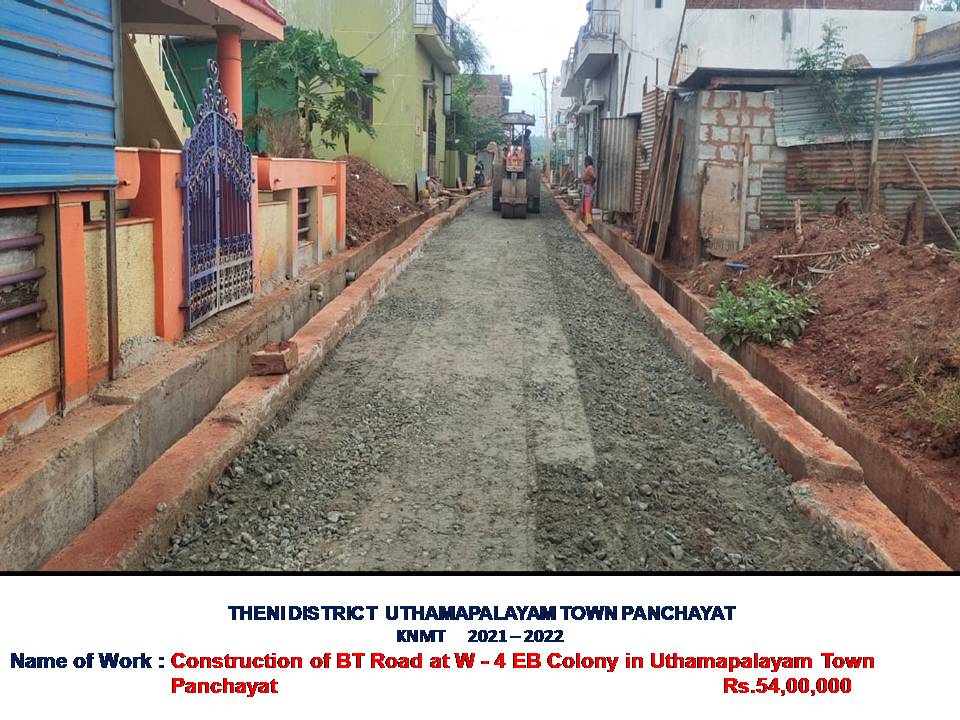 THENI DISTRICT UTHAMAPALAYAM TOWN PANCHAYAT
KNMT 2021 – 2022
Name of Work : Construction of BT Road at W - 4 EB Colony in Uthamapalayam Town
Panchayat Rs.54,00,000